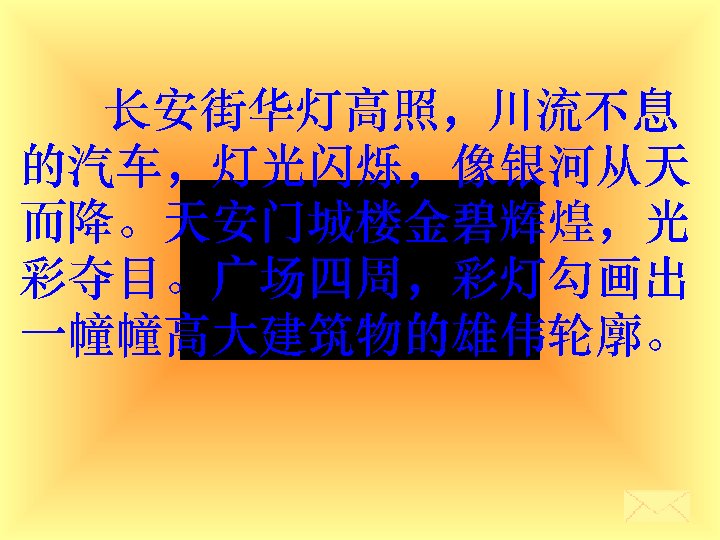 长安街华灯高照，川流不息
的汽车，灯光闪烁，像银河从天
而降。天安门城楼金碧辉煌，光
彩夺目。广场四周，彩灯勾画出
一幢幢高大建筑物的雄伟轮廓。